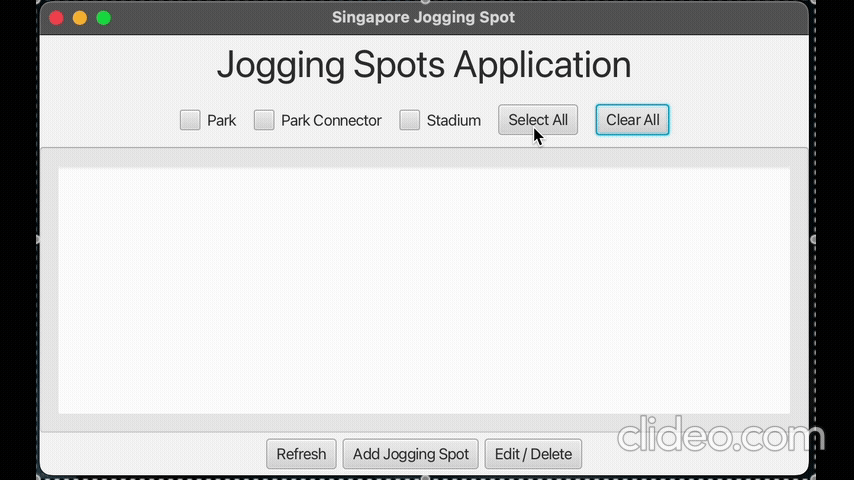 Singapore Jogging Spot
Jogging Spots Application
Park Park Connector Stadium Select All Clear All
Refresh Add Jogging Spot Edit / Delete
clideo.com